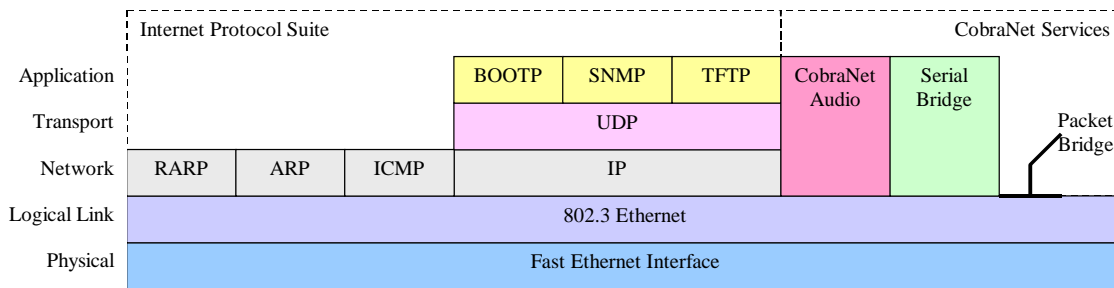 Internet Protocol Suite
CobraNet Services
Application
BOOTP
SNMP
TFTP
CobraNet
Audio
Serial
Bridge
Transport
UDP
Packet
Bridge
Network
RARP
ARP
ICMP
IP
Logical Link
802.3 Ethernet
Physical
Fast Ethernet Interface